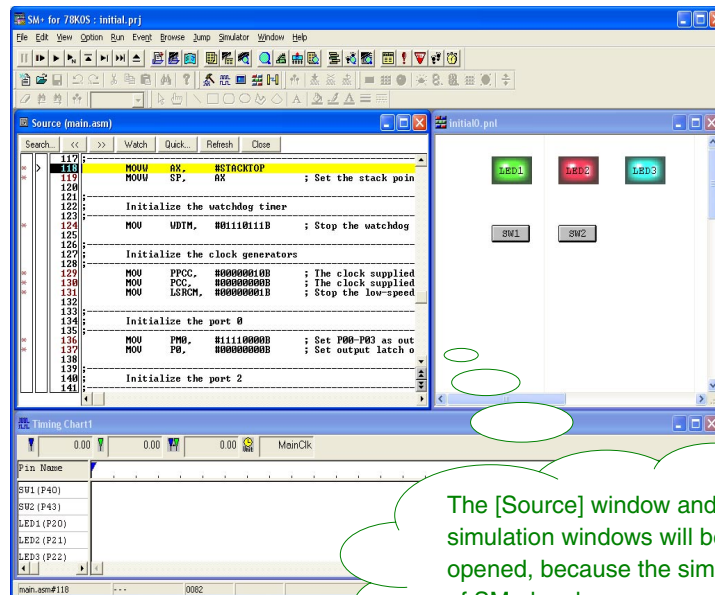 SM+ for 78K0S : initial.prj
File Edit View Option Run Event Browse Jump Simulator Window Help
Source (main.asm)
Search... << >> Watch Quick... Refresh Close
117 ;----------------------------------------------------
118 MOVW AX, #STACKTOP
119 MOVW SP, AX ; Set the stack poin
120
121 ;----------------------------------------------------
122 ; Initialize the watchdog timer
123 ;----------------------------------------------------
124 MOV WDTM, #01110111B ; Stop the watchdog
125
126 ;----------------------------------------------------
127 ; Initialize the clock generators
128 ;----------------------------------------------------
129 MOV PPCC, #00000010B ; The clock supplied
130 MOV PCC, #00000000B ; The clock supplied
131 MOV LSRCM, #00000001B ; Stop the low-speed
132
133 ;----------------------------------------------------
134 ; Initialize the port 0
135 ;----------------------------------------------------
136 MOV PM0, #11110000B ; Set P00-P03 as out
137 MOV P0, #00000000B ; Set output latch o
138
139 ;----------------------------------------------------
140 ; Initialize the port 2
141 ;----------------------------------------------------
initial0.pnl
LED1 LED2 LED3
SW1 SW2
Timing Chart1
0.00 0.00 0.00 MainClk
Pin Name
SW1(P40)
SW2(P43)
LED1(P20)
LED2(P21)
LED3(P22)
main.asm#118 --- 0082
The [Source] window and
simulation windows will be
opened, because the sim